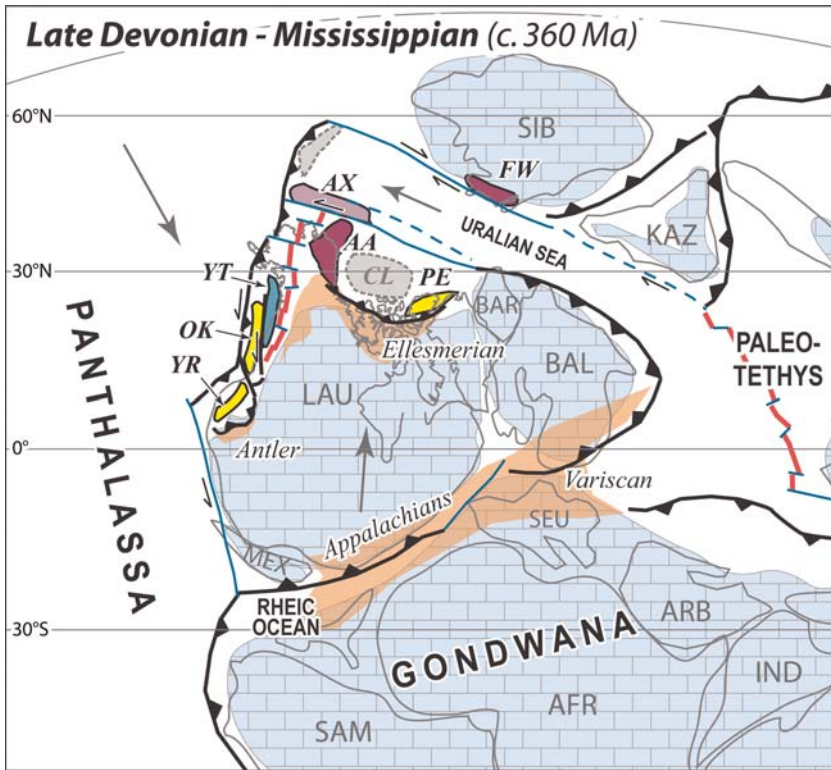 Late Devonian - Mississippian (c. 360 Ma)
60°N
SIB
FW
AX
URALIAN SEA
KAZ
AA
30°N
CL
PE
YT
BAR
OK
Ellesmerian
BAL
PALEO-
TETHYS
YR
LAU
PANTHALASSA
0°
Antler
Variscan
Appalachians
SEU
MEX
RHEIC
OCEAN
ARB
30°S
GONDWANA
IND
AFR
SAM